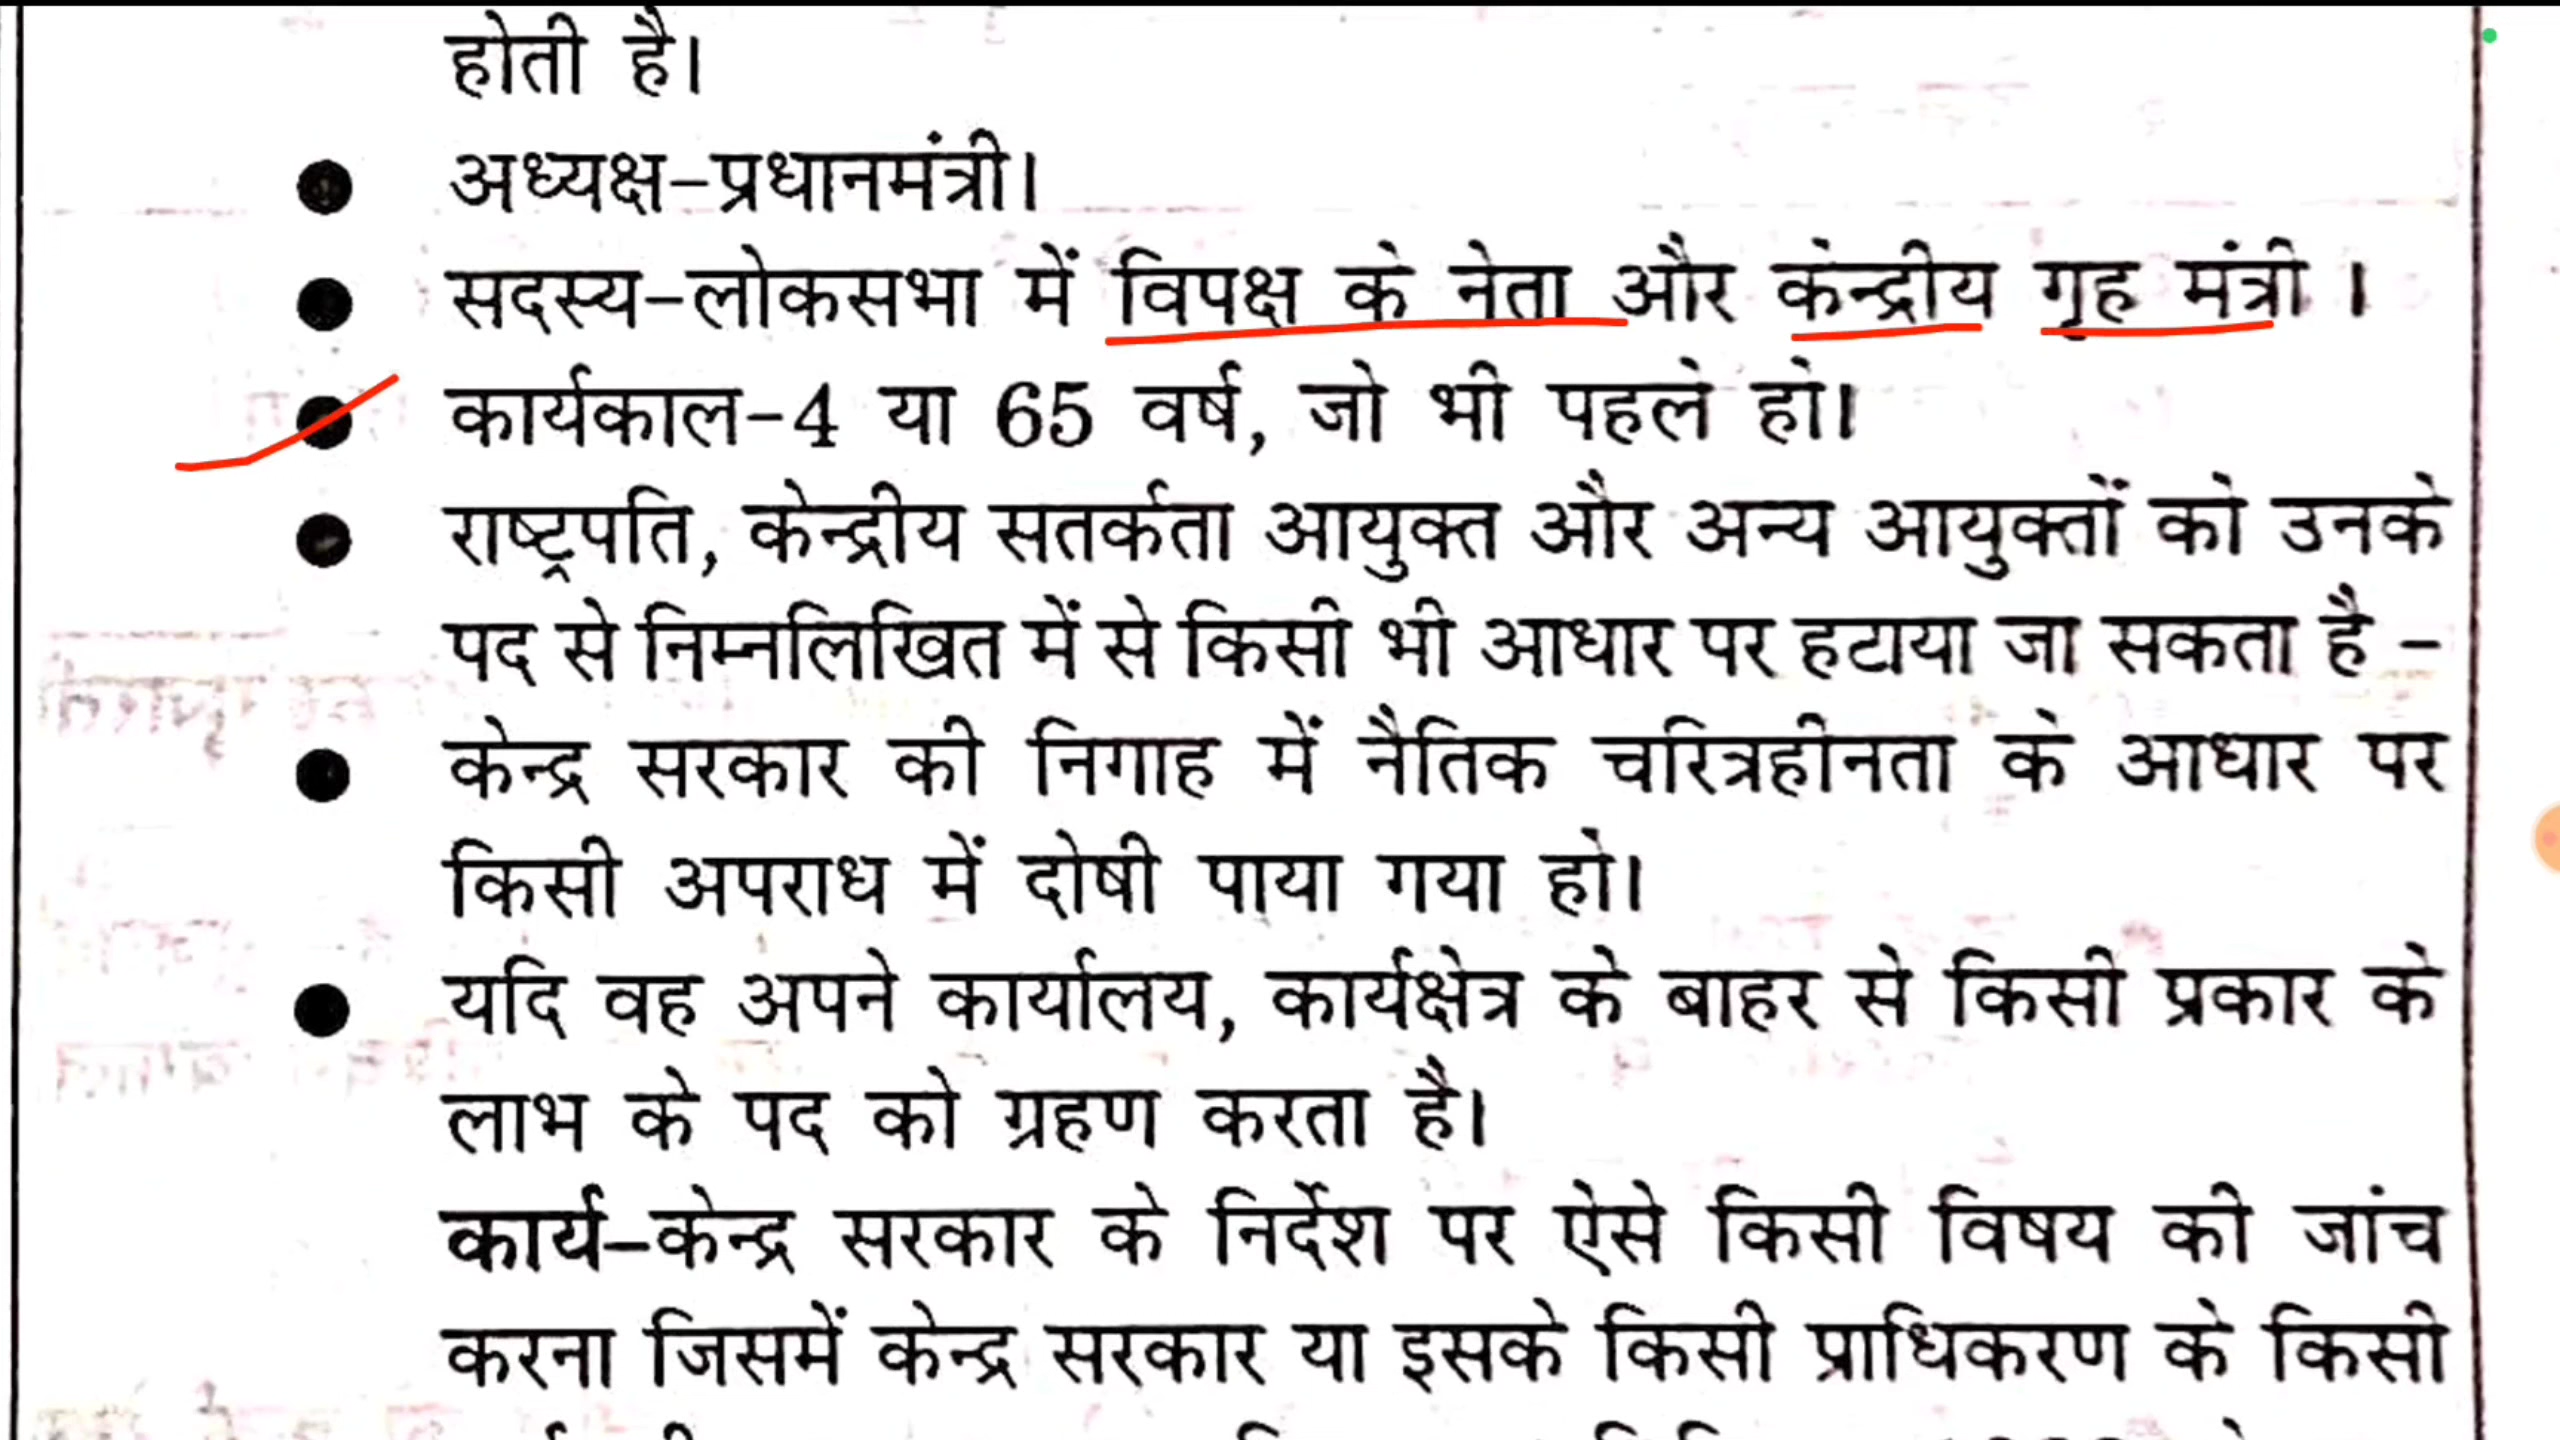 होती है।
● अध्यक्ष-प्रधानमंत्री।
● सदस्य-लोकसभा में विपक्ष के नेता और केन्द्रीय गृह मंत्री ।
● कार्यकाल-4 या 65 वर्ष, जो भी पहले हो।
● राष्ट्रपति, केन्द्रीय सतर्कता आयुक्त और अन्य आयुक्तों को उनके
पद से निम्नलिखित में से किसी भी आधार पर हटाया जा सकता है -
● केन्द्र सरकार की निगाह में नैतिक चरित्रहीनता के आधार पर
किसी अपराध में दोषी पाया गया हो।
● यदि वह अपने कार्यालय, कार्यक्षेत्र के बाहर से किसी प्रकार के
लाभ के पद को ग्रहण करता है।
कार्य-केन्द्र सरकार के निर्देश पर ऐसे किसी विषय की जांच
करना जिसमें केन्द्र सरकार या इसके किसी प्राधिकरण के किसी